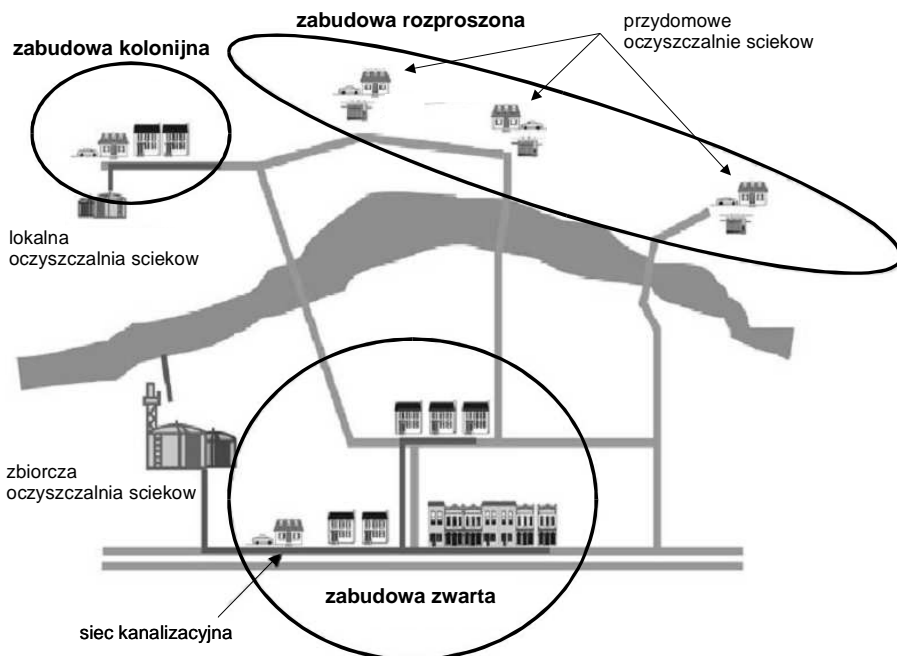 zabudowa rozproszona
przydomowe
oczyszczalnie sciekow
zabudowa kolonijna
lokalna
oczyszczalnia sciekow
zbiorcza
oczyszczalnia sciekow
zabudowa zwarta
siec kanalizacyjna